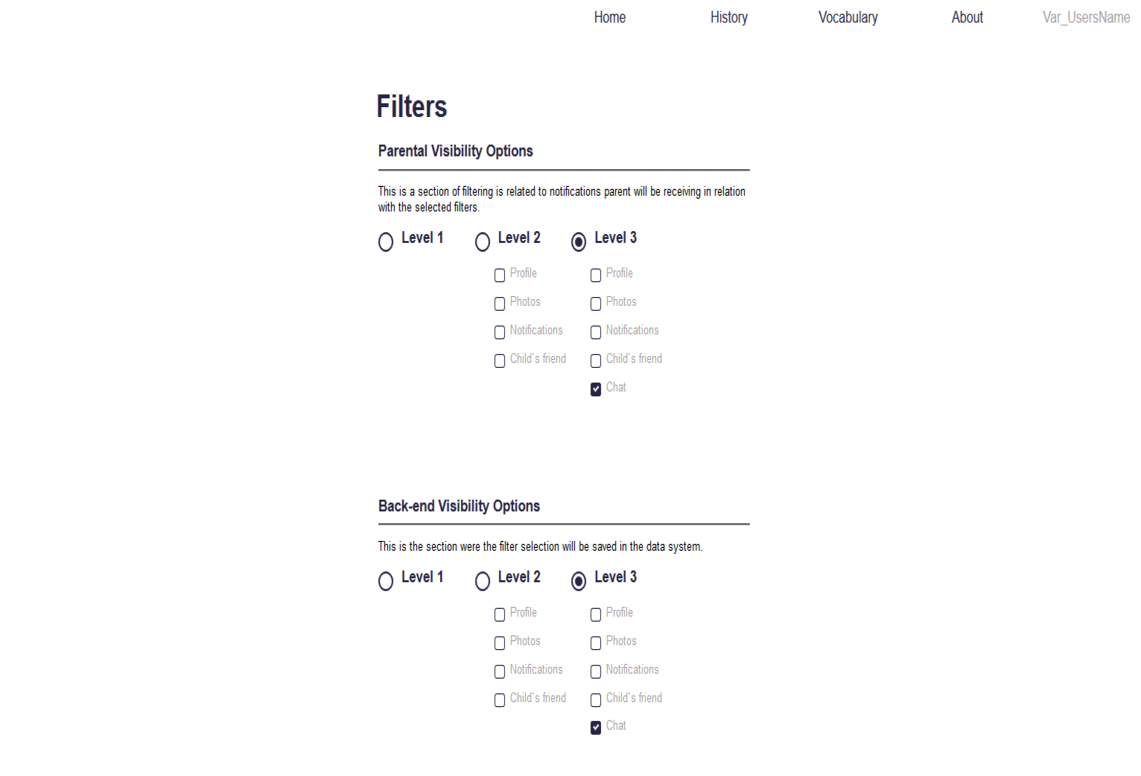 Home History Vocabulary About Var_UsersName
Filters
Parental Visibility Options
This is a section of filtering is related to notifications parent will be receiving in relation
with the selected filters.
Level 1 Level 2 Level 3
Profile Profile
Photos Photos
Notifications Notifications
Child`s friend Child`s friend
Chat
Back-end Visibility Options
This is the section were the filter selection will be saved in the data system.
Level 1 Level 2 Level 3
Profile Profile
Photos Photos
Notifications Notifications
Child`s friend Child`s friend
Chat